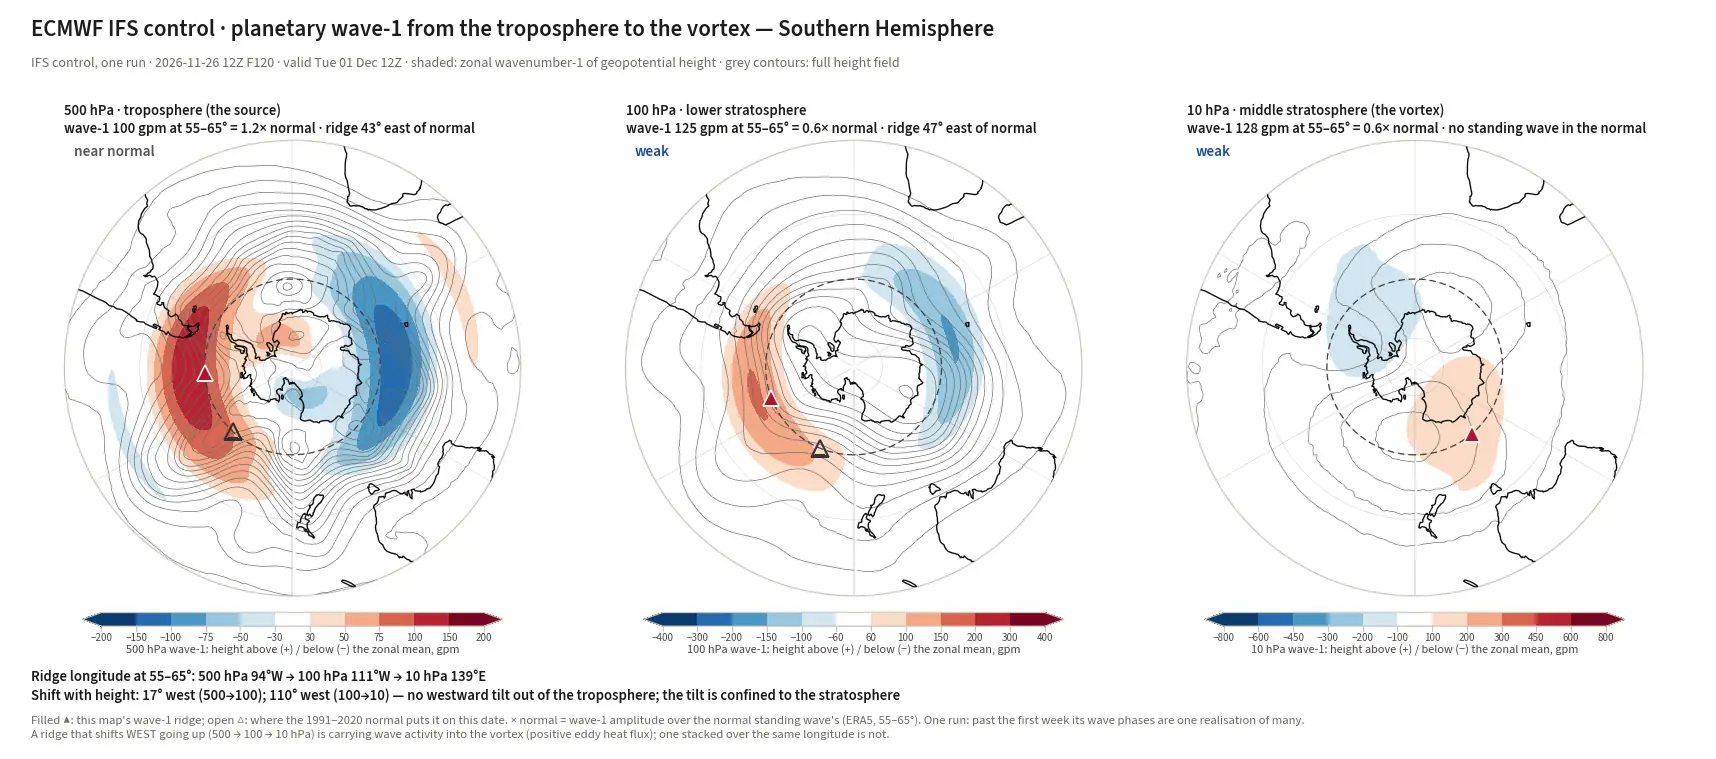 ECMWF IFS control · planetary wave-1 from the troposphere to the vortex — Southern Hemisphere
IFS control, one run · 2026-11-26 12Z F120 · valid Tue 01 Dec 12Z · shaded: zonal wavenumber-1 of geopotential height · grey contours: full height field
500 hPa · troposphere (the source)
wave-1 100 gpm at 55–65° = 1.2× normal · ridge 43° east of normal
near normal
100 hPa · lower stratosphere
wave-1 125 gpm at 55–65° = 0.6× normal · ridge 47° east of normal
weak
10 hPa · middle stratosphere (the vortex)
wave-1 128 gpm at 55–65° = 0.6× normal · no standing wave in the normal
weak
−200 −150 −100 −75 −50 −30 30 50 75 100 150 200
500 hPa wave-1: height above (+) / below (−) the zonal mean, gpm
−400 −300 −200 −150 −100 −60 60 100 150 200 300 400
100 hPa wave-1: height above (+) / below (−) the zonal mean, gpm
−800 −600 −450 −300 −200 −100 100 200 300 450 600 800
10 hPa wave-1: height above (+) / below (−) the zonal mean, gpm
Ridge longitude at 55–65°: 500 hPa 94°W → 100 hPa 111°W → 10 hPa 139°E
Shift with height: 17° west (500→100); 110° west (100→10) — no westward tilt out of the troposphere; the tilt is confined to the stratosphere
Filled ▲: this map's wave-1 ridge; open △: where the 1991–2020 normal puts it on this date. × normal = wave-1 amplitude over the normal standing wave's (ERA5, 55–65°). One run: past the first week its wave phases are one realisation of many.
A ridge that shifts WEST going up (500 → 100 → 10 hPa) is carrying wave activity into the vortex (positive eddy heat flux); one stacked over the same longitude is not.